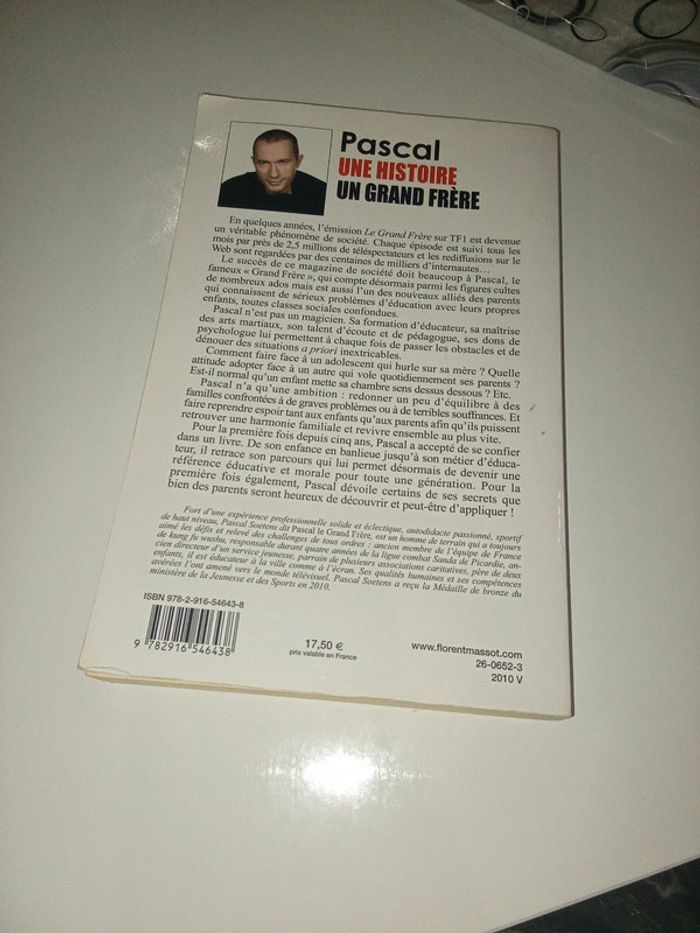 Pascal
UNE HISTOIRE
UN GRAND FRÈRE
En quelques années, l'émission Le Grand Frère sur TF1 est devenue
un véritable phénomène de société. Chaque épisode est suivi tous les
mois par près de 2,5 millions de téléspectateurs et les rediffusions sur le
Web sont regardées par des centaines de milliers d'internautes...
Le succès de ce magazine de société doit beaucoup à Pascal, le
fameux « Grand Frère », qui compte désormais parmi les figures cultes
de nombreux ados mais est aussi l'un des nouveaux alliés des parents
qui connaissent de sérieux problèmes d'éducation avec leurs propres
enfants, toutes classes sociales confondues.
Pascal n'est pas un magicien. Sa formation d'éducateur, sa maîtrise
des arts martiaux, son talent d'écoute et de pédagogue, ses dons de
psychologue lui permettent à chaque fois de passer les obstacles et de
dénouer des situations a priori inextricables.
Comment faire face à un adolescent qui hurle sur sa mère ? Quelle
attitude adopter face à un autre qui vole quotidiennement ses parents ?
Est-il normal qu'un enfant mette sa chambre sens dessus dessous ? Etc.
Pascal n'a qu'une ambition : redonner un peu d'équilibre à des
familles confrontées à de graves problèmes ou à de terribles souffrances. Et
faire reprendre espoir tant aux enfants qu'aux parents afin qu'ils puissent
retrouver une harmonie familiale et revivre ensemble au plus vite.
Pour la première fois depuis cinq ans, Pascal a accepté de se confier
dans un livre. De son enfance en banlieue jusqu'à son métier d'éduca-
teur, il retrace son parcours qui lui permet désormais de devenir une
référence éducative et morale pour toute une génération. Pour la
première fois également, Pascal dévoile certains de ses secrets que
bien des parents seront heureux de découvrir et peut-être d'appliquer !
Fort d'une expérience professionnelle solide et éclectique, autodidacte passionné, sportif
de haut niveau, Pascal Soetens dit Pascal le Grand Frère, est un homme de terrain qui a toujours
aimé les défis et relevé des challenges de tous ordres : ancien membre de l'équipe de France
de kung fu wushu, responsable durant quatre années de la ligue combat Sanda de Picardie, an-
cien directeur d'un service jeunesse, parrain de plusieurs associations caritatives, père de deux
enfants, il est éducateur à la ville comme à l'écran. Ses qualités humaines et ses compétences
avérées l'ont amené vers le monde télévisuel. Pascal Soetens a reçu la Médaille de bronze du
ministère de la Jeunesse et des Sports en 2010.
ISBN 978-2-916-54643-8
9 782916 546438
17,50 €
prix valable en France
www.florentmassot.com
26-0652-3
2010 V